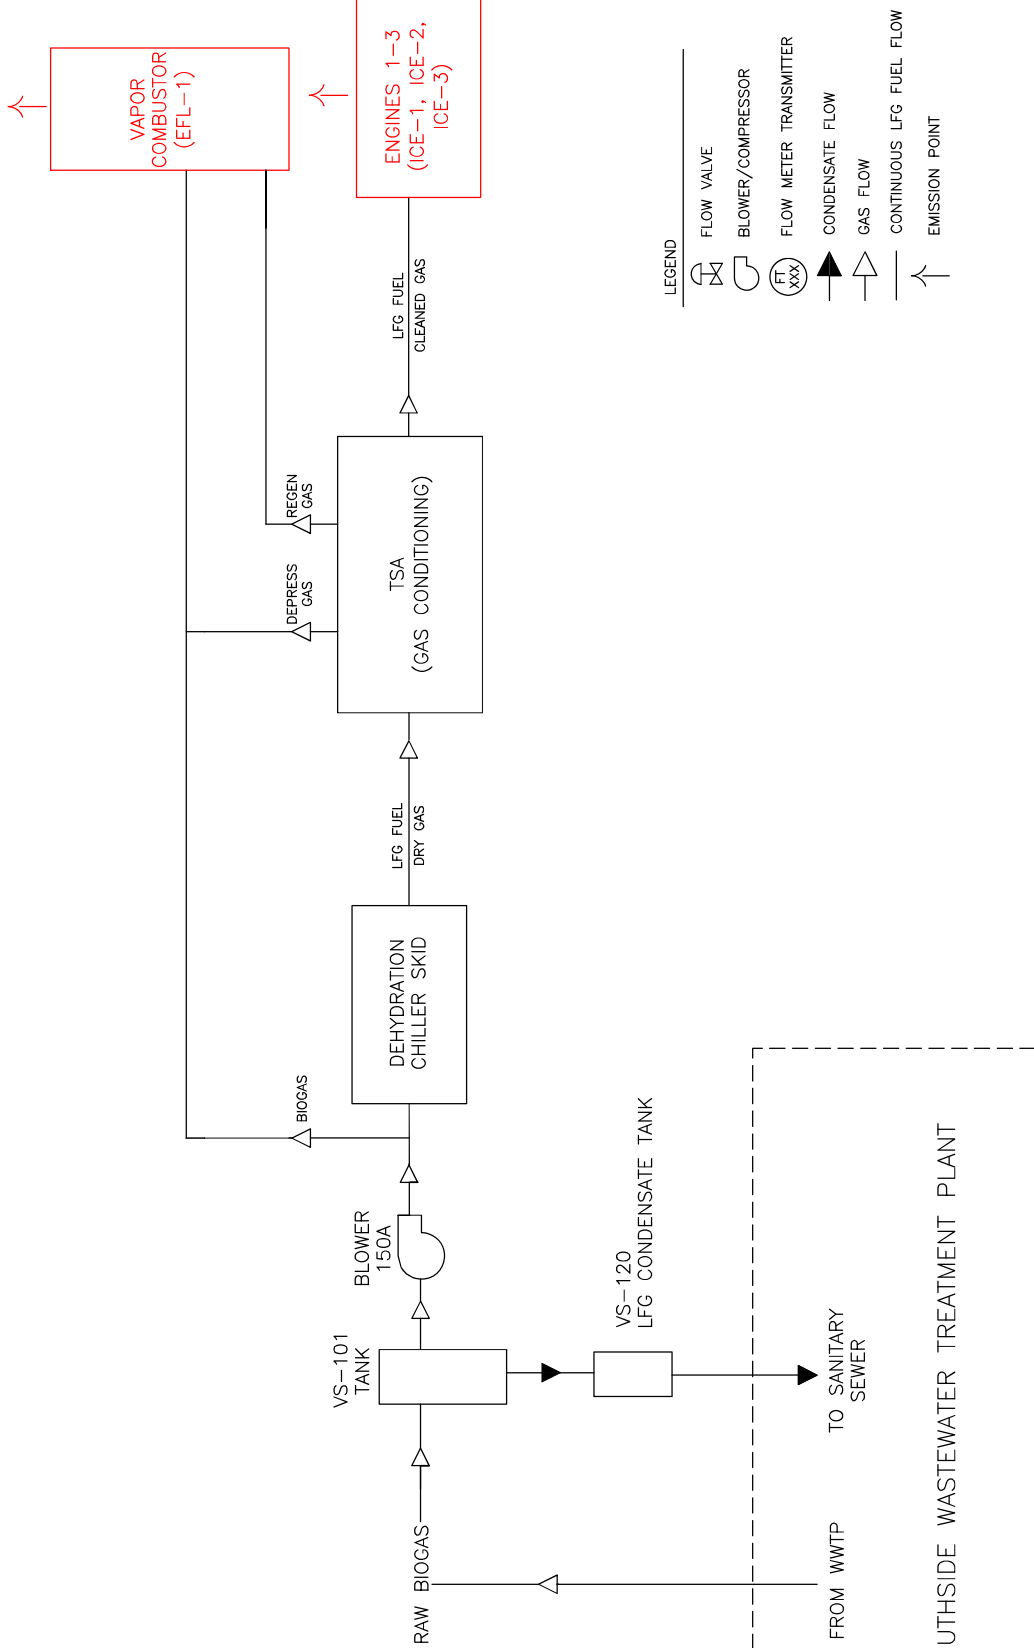 VAPOR
COMBUSTOR
(EFL-1)
ENGINES 1-3
(ICE-1, ICE-2,
ICE-3)
LFG FUEL
CLEANED GAS
REGEN
GAS
DEPRESS
GAS
TSA
(GAS CONDITIONING)
LFG FUEL
DRY GAS
DEHYDRATION
CHILLER SKID
BIOGAS
BLOWER
150A
VS-101
TANK
VS-120
LFG CONDENSATE TANK
RAW BIOGAS
TO SANITARY
SEWER
FROM WWTP
UTHSIDE WASTEWATER TREATMENT PLANT
LEGEND
FLOW VALVE
BLOWER/COMPRESSOR
FT
XXX
FLOW METER TRANSMITTER
CONDENSATE FLOW
GAS FLOW
CONTINUOUS LFG FUEL FLOW
EMISSION POINT